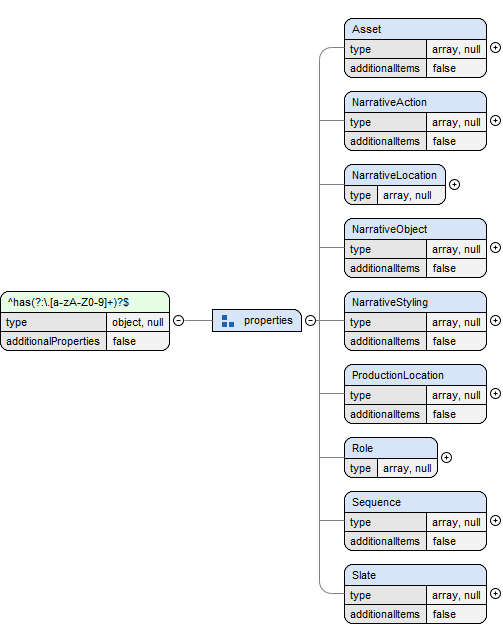 Asset
type array, null
additionalItems false
NarrativeAction
type array, null
additionalItems false
NarrativeLocation
type array, null
NarrativeObject
type array, null
additionalItems false
^has(?:\.[a-zA-Z0-9]+)?$
type object, null
additionalProperties false
properties
NarrativeStyling
type array, null
additionalItems false
ProductionLocation
type array, null
additionalItems false
Role
type array, null
Sequence
type array, null
additionalItems false
Slate
type array, null
additionalItems false